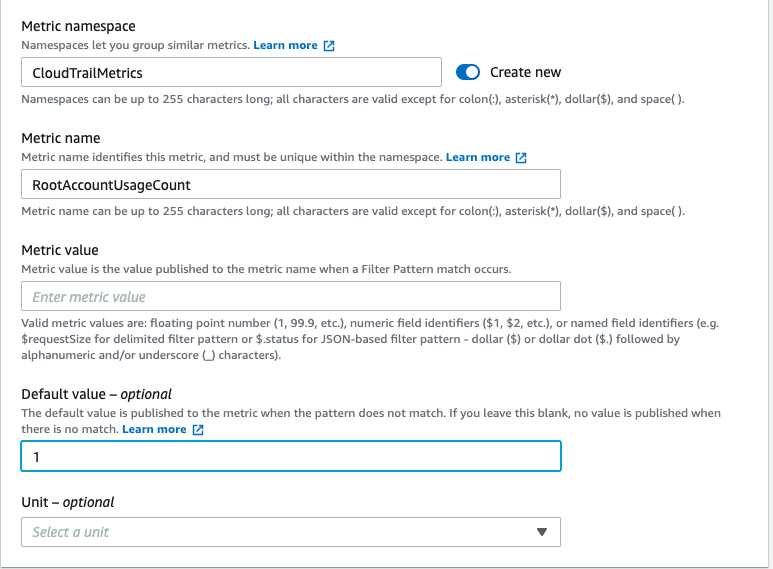 Metric namespace
Namespaces let you group similar metrics. Learn more
CloudTrailMetrics
Create new
Namespaces can be up to 255 characters long; all characters are valid except for colon(:), asterisk(*), dollar($), and space( ).
Metric name
Metric name identifies this metric, and must be unique within the namespace. Learn more
RootAccountUsageCount
Metric name can be up to 255 characters long; all characters are valid except for colon(:), asterisk(*), dollar($), and space( ).
Metric value
Metric value is the value published to the metric name when a Filter Pattern match occurs.
Enter metric value
Valid metric values are: floating point number (1, 99.9, etc.), numeric field identifiers ($1, $2, etc.), or named field identifiers (e.g.
$requestSize for delimited filter pattern or $.status for JSON-based filter pattern - dollar ($) or dollar dot ($.) followed by
alphanumeric and/or underscore (_) characters).
Default value – optional
The default value is published to the metric when the pattern does not match. If you leave this blank, no value is published when
there is no match. Learn more
1
Unit – optional
Select a unit